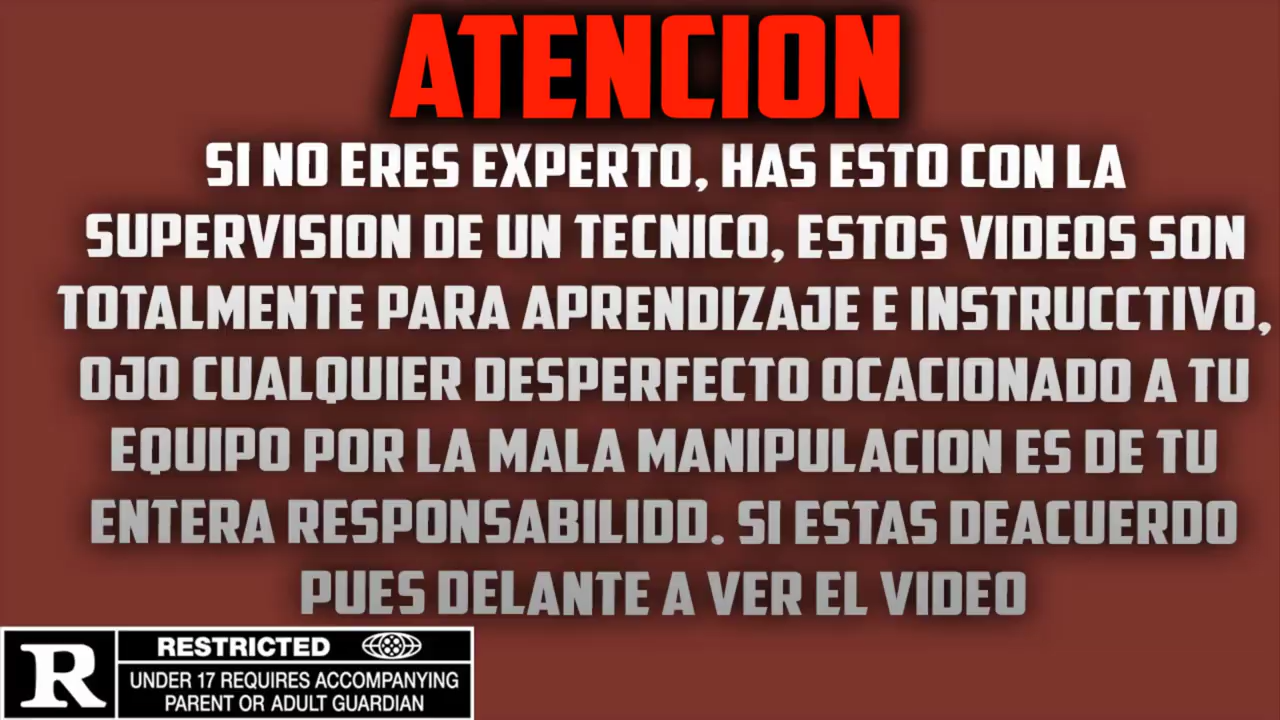 ATENCION
SI NO ERES EXPERTO, HAS ESTO CON LA
SUPERVISION DE UN TECNICO, ESTOS VIDEOS SON
TOTALMENTE PARA APRENDIZAJE E INSTRUCCTIVO,
OJO CUALQUIER DESPERFECTO OCACIONADO A TU
EQUIPO POR LA MALA MANIPULACION ES DE TU
ENTERA RESPONSABILIDD. SI ESTAS DEACUERDO
PUES DELANTE A VER EL VIDEO
R
RESTRICTED
UNDER 17 REQUIRES ACCOMPANYING
PARENT OR ADULT GUARDIAN